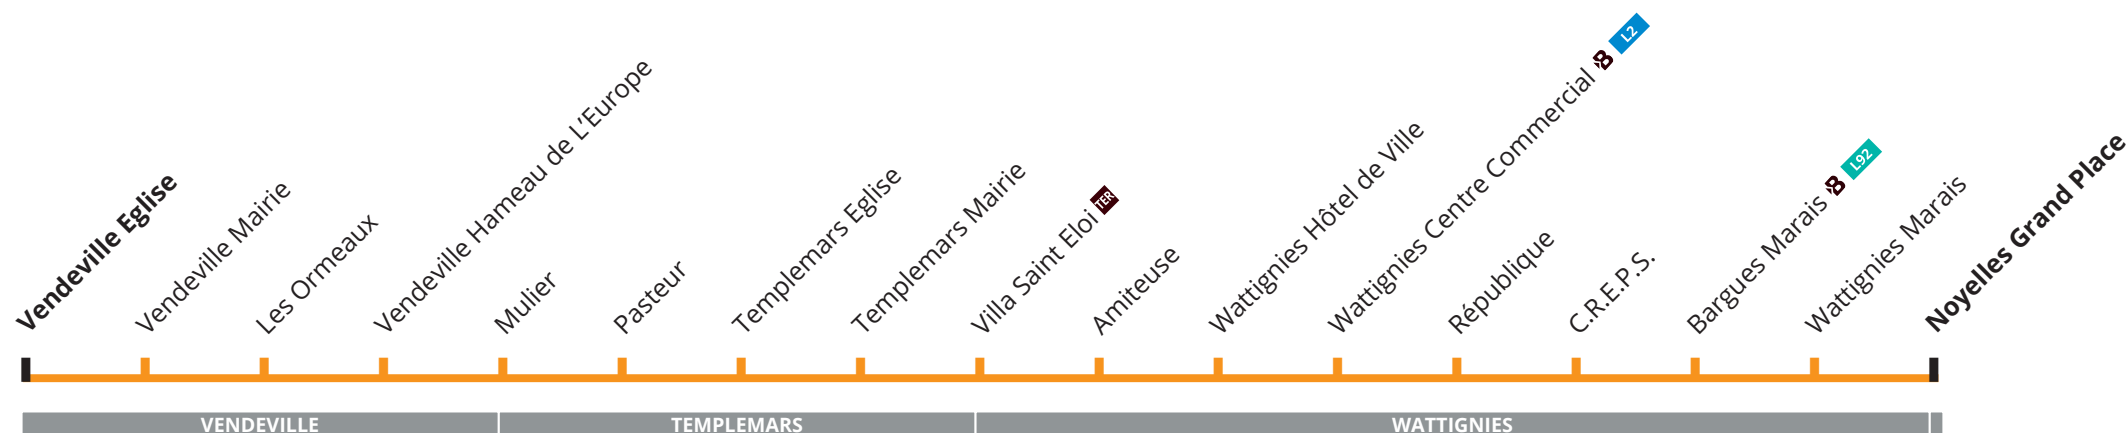 Vendeville Eglise
Vendeville Mairie
Les Ormeaux
Vendeville Hameau de L’Europe
Mulier
Pasteur
Templemars Eglise
Templemars Mairie
Villa Saint Eloi TER
Amiteuse
Wattignies Hôtel de Ville
Wattignies Centre Commercial B L2
République
C.R.E.P.S.
Bargues Marais B L92
Wattignies Marais
Noyelles Grand Place
VENDEVILLE
TEMPLEMARS
WATTIGNIES